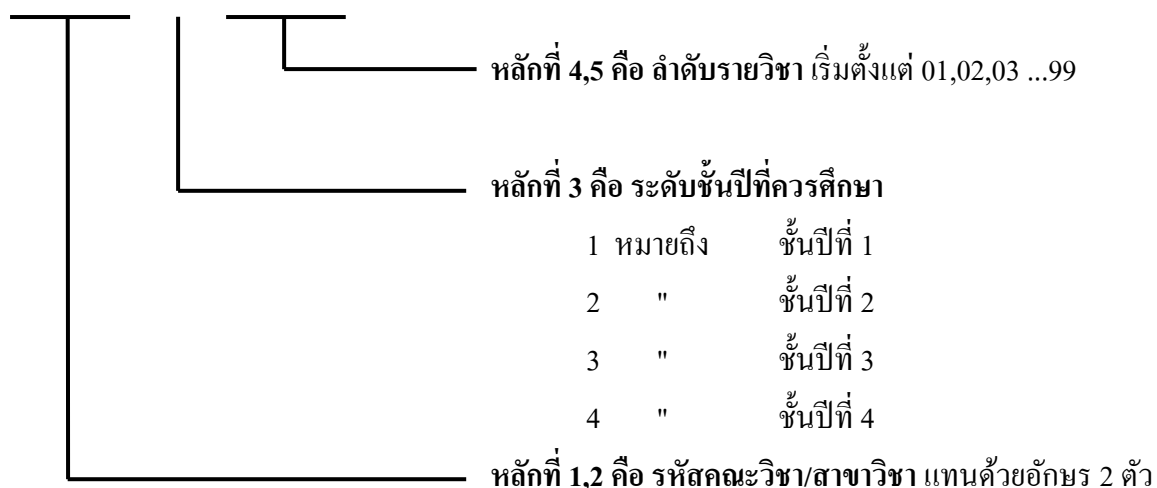 หลักที่ 4,5 คือ ลำดับรายวิชา เริ่มตั้งแต่ 01,02,03 ...99
หลักที่ 3 คือ ระดับชั้นปีที่ควรศึกษา
1 หมายถึง ชั้นปีที่ 1
2 " ชั้นปีที่ 2
3 " ชั้นปีที่ 3
4 " ชั้นปีที่ 4
หลักที่ 1,2 คือ รหัสคณะวิชา/สาขาวิชา แทนด้วยอักษร 2 ตัว